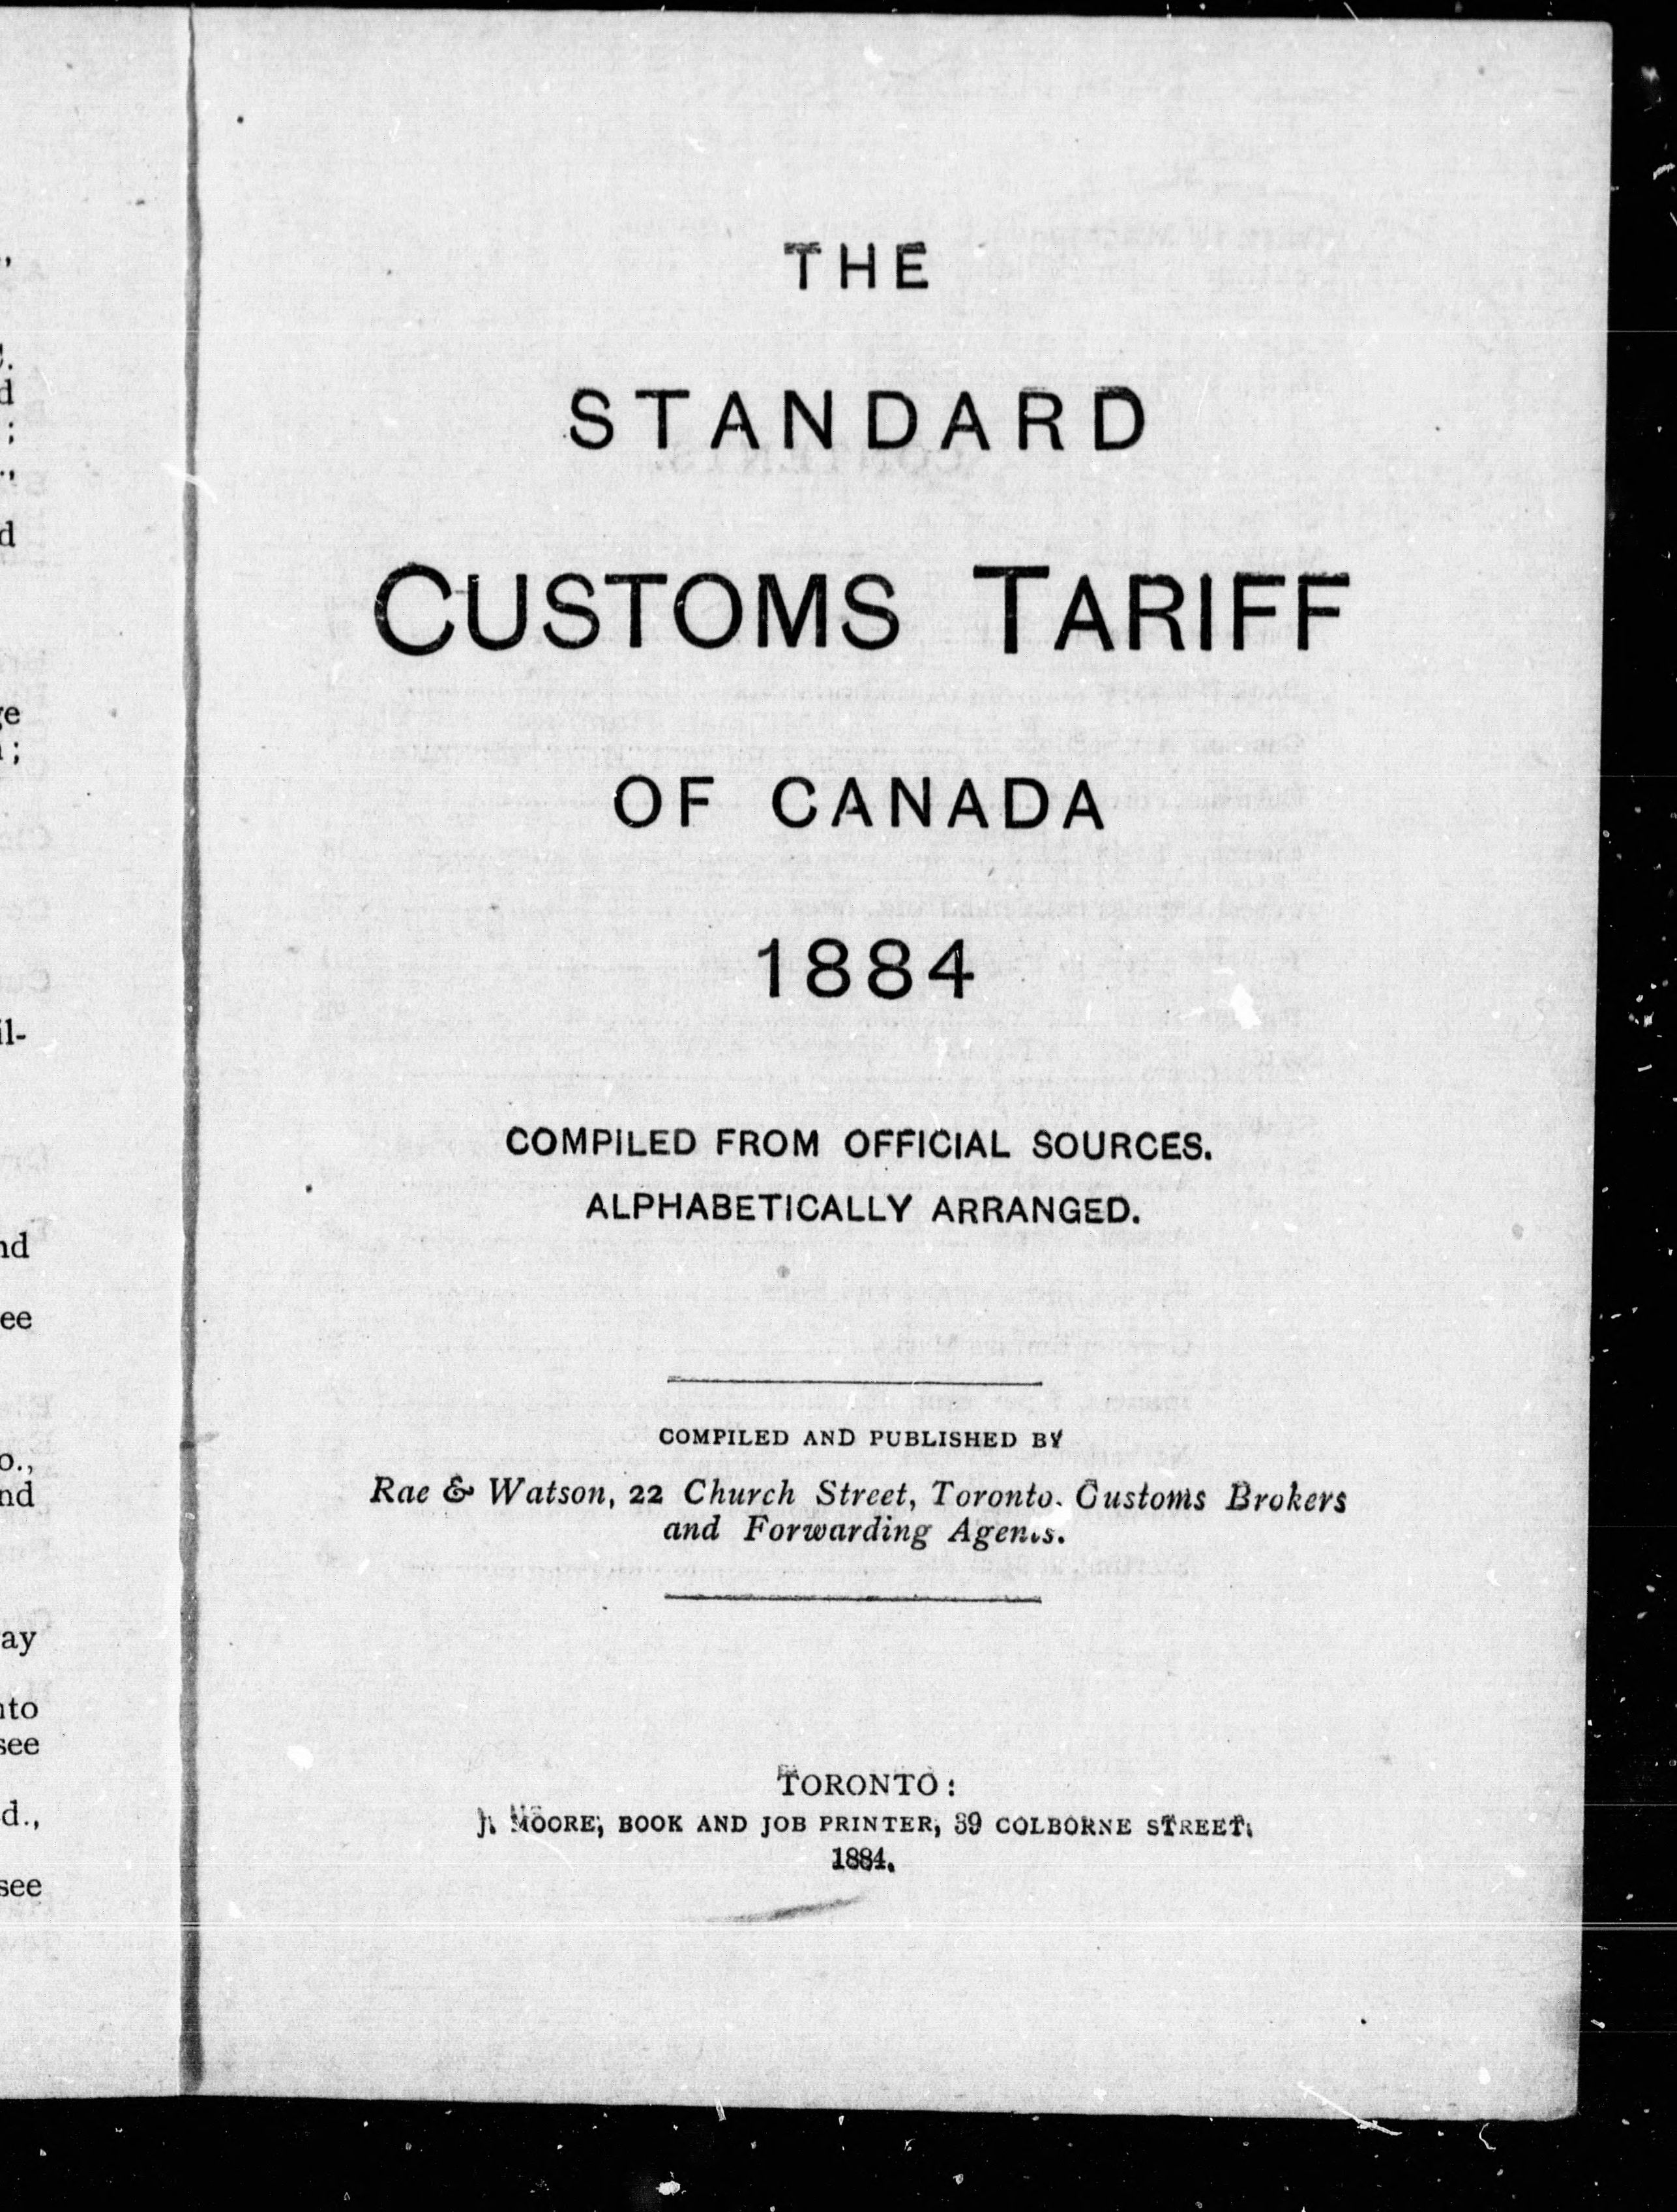 THE
STANDARD
CUSTOMS TARIFF
OF CANADA
1884
COMPILED FROM OFFICIAL SOURCES.
ALPHABETICALLY ARRANGED.
COMPILED AND PUBLISHED BY
Rae & Watson, 22 Church Street, Toronto. Customs Brokers
and Forwarding Agents.
TORONTO:
J. MOORE, BOOK AND JOB PRINTER, 39 COLBORNE STREET.
1884.